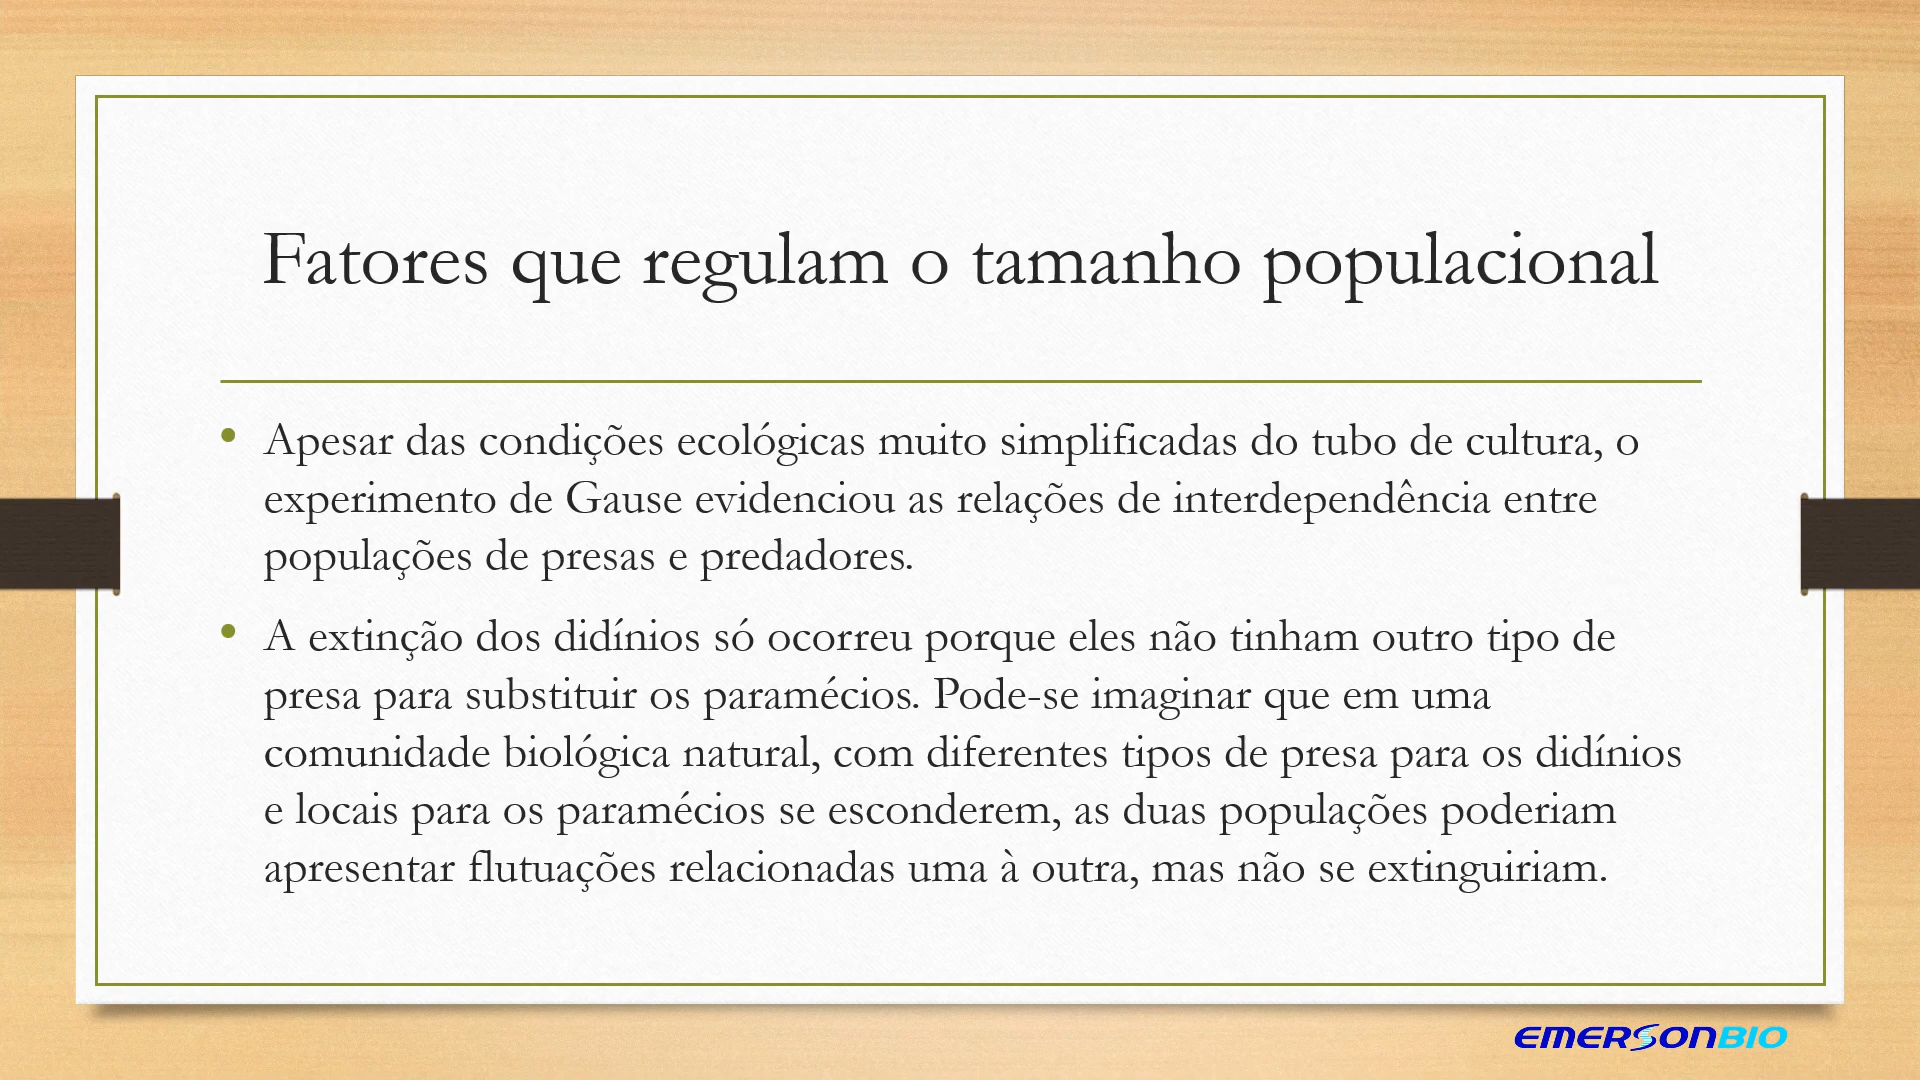 Fatores que regulam o tamanho populacional
• Apesar das condições ecológicas muito simplificadas do tubo de cultura, o
experimento de Gause evidenciou as relações de interdependência entre
populações de presas e predadores.
• A extinção dos didínios só ocorreu porque eles não tinham outro tipo de
presa para substituir os paramécios. Pode-se imaginar que em uma
comunidade biológica natural, com diferentes tipos de presa para os didínios
e locais para os paramécios se esconderem, as duas populações poderiam
apresentar flutuações relacionadas uma à outra, mas não se extinguiriam.
EMERSONBIO